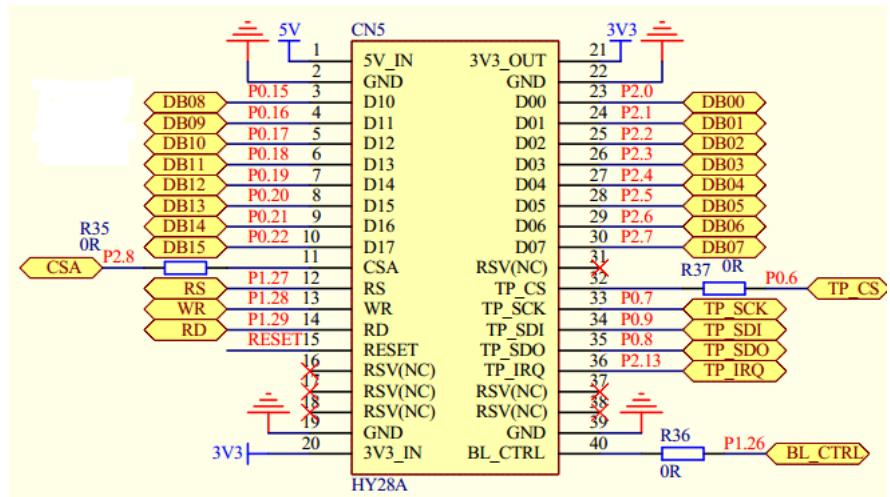 CN5
5V 1 5V_IN 3V3_OUT 21 3V3
2 GND GND 22
DB08 P0.15 3 D10 D00 23 P2.0 DB00
DB09 P0.16 4 D11 D01 24 P2.1 DB01
DB10 P0.17 5 D12 D02 25 P2.2 DB02
DB11 P0.18 6 D13 D03 26 P2.3 DB03
DB12 P0.19 7 D14 D04 27 P2.4 DB04
DB13 P0.20 8 D15 D05 28 P2.5 DB05
DB14 P0.21 9 D16 D06 29 P2.6 DB06
DB15 P0.22 10 D17 D07 30 P2.7 DB07
R35
0R
CSA P2.8 11 CSA RSV(NC) 31
R37 0R
RS P1.27 12 RS TP_CS 32 P0.6 TP_CS
WR P1.28 13 WR TP_SCK 33 P0.7 TP_SCK
RD P1.29 14 RD TP_SDI 34 P0.9 TP_SDI
RESET 15 RESET TP_SDO 35 P0.8 TP_SDO
16 RSV(NC) TP_IRQ 36 P2.13 TP_IRQ
17 RSV(NC) RSV(NC) 37
18 RSV(NC) RSV(NC) 38
19 GND GND 39
3V3 20 3V3_IN BL_CTRL 40 R36 P1.26 BL_CTRL
0R
HY28A